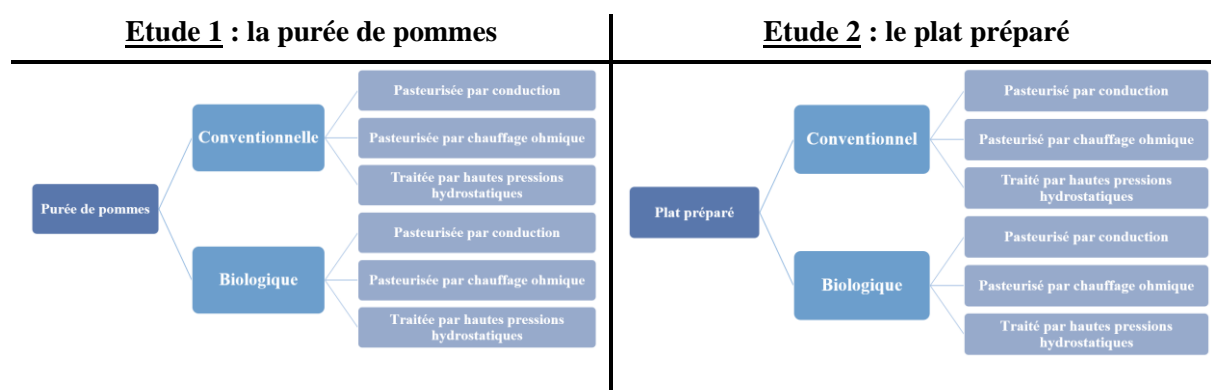 Etude 1 : la purée de pommes
Purée de pommes
Conventionnelle
Pasteurisée par conduction
Pasteurisée par chauffage ohmique
Traitée par hautes pressions
hydrostatiques
Biologique
Pasteurisée par conduction
Pasteurisée par chauffage ohmique
Traitée par hautes pressions
hydrostatiques
Etude 2 : le plat préparé
Plat préparé
Conventionnel
Pasteurisé par conduction
Pasteurisé par chauffage ohmique
Traité par hautes pressions
hydrostatiques
Biologique
Pasteurisé par conduction
Pasteurisé par chauffage ohmique
Traité par hautes pressions
hydrostatiques